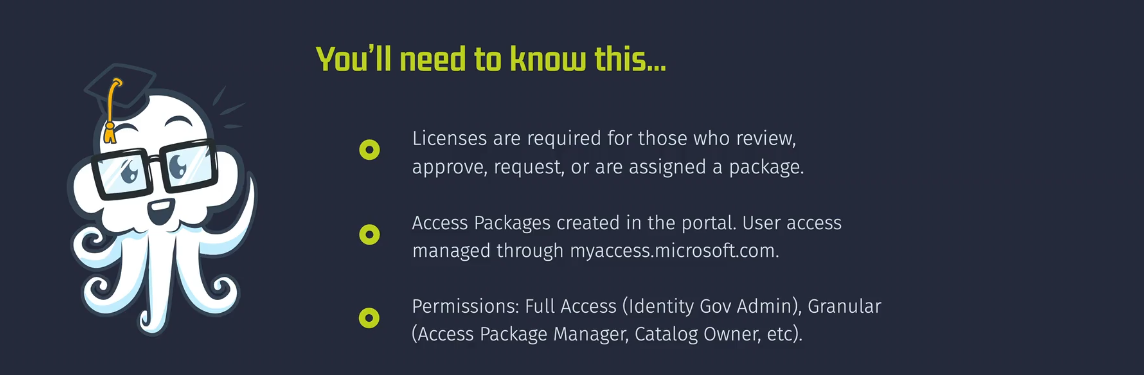 You'll need to know this...
Licenses are required for those who review,
approve, request, or are assigned a package.
Access Packages created in the portal. User access
managed through myaccess.microsoft.com.
Permissions: Full Access (Identity Gov Admin), Granular
(Access Package Manager, Catalog Owner, etc).